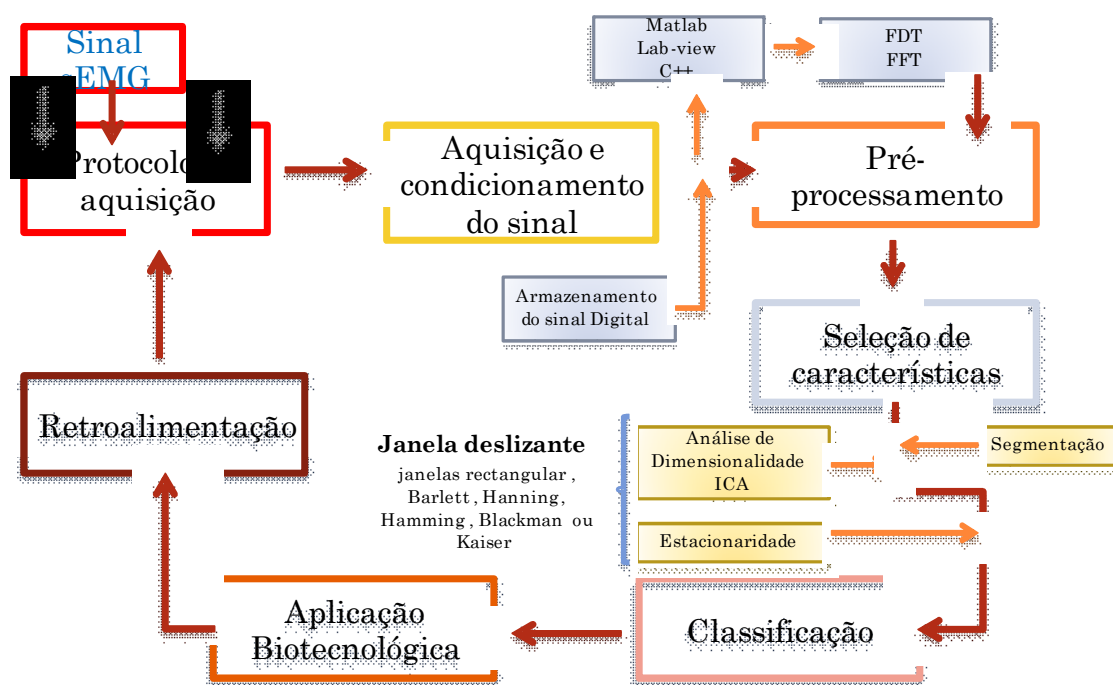 Sinal
sEMG
Protocolo
aquisição
Aquisição e
condicionamento
do sinal
Matlab
Lab-view
C++
FDT
FFT
Pré-
processamento
Armazenamento
do sinal Digital
Seleção de
características
Retroalimentação
Janela deslizante
janelas rectangular ,
Barlett , Hanning ,
Hamming , Blackman ou
Kaiser
Análise de
Dimensionalidade
ICA
Segmentação
Estacionaridade
Aplicação
Biotecnológica
Classificação